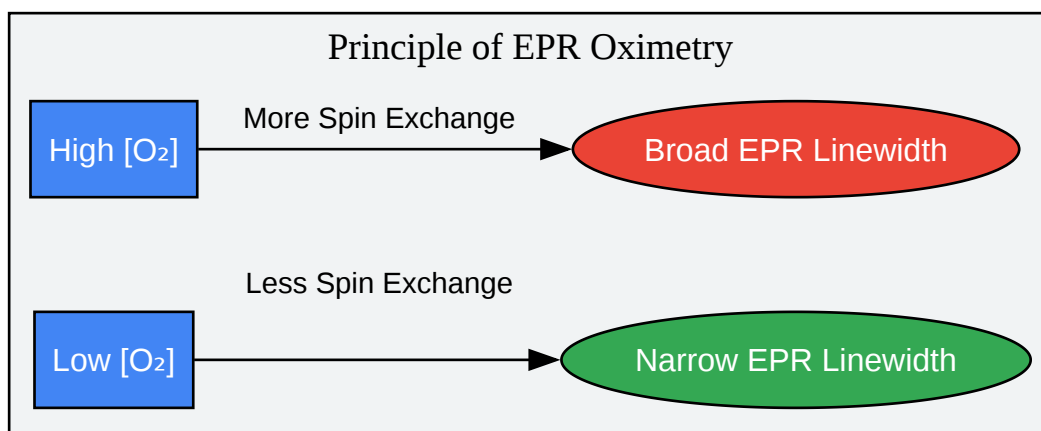 Principle of EPR Oximetry
High [O₂]
More Spin Exchange
Broad EPR Linewidth
Low [O₂]
Less Spin Exchange
Narrow EPR Linewidth